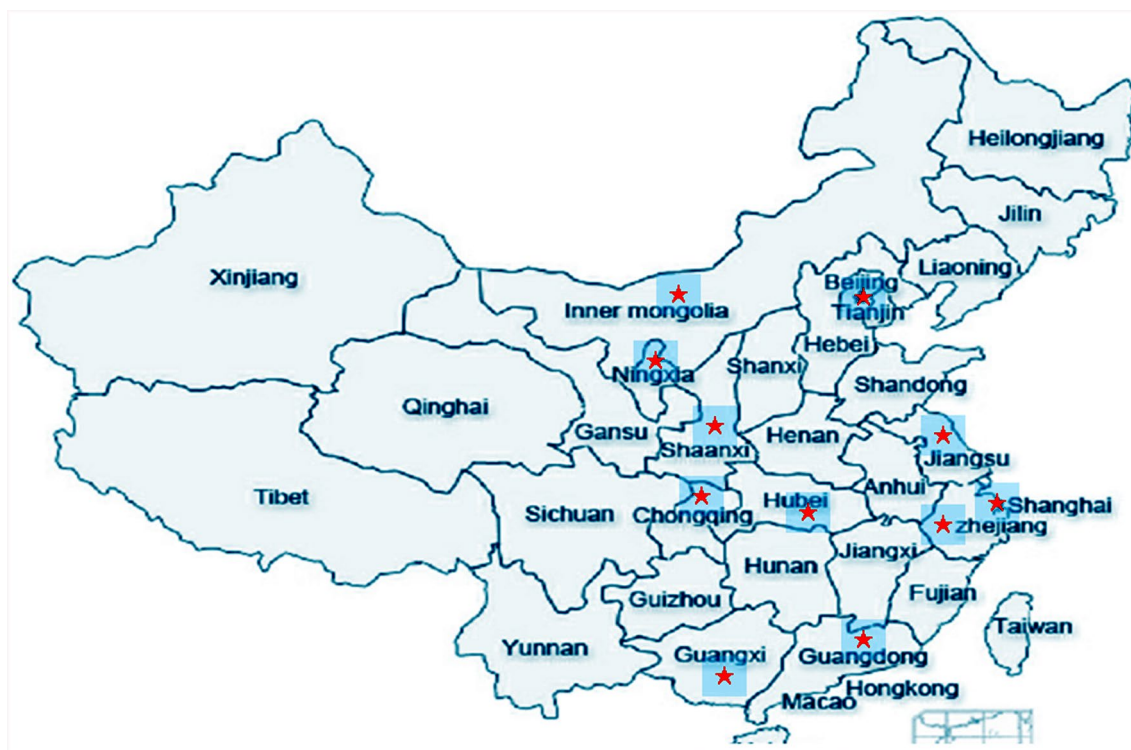 Heilongjiang
Jilin
Liaoning
Xinjiang
Beijing
Tianjin
Inner mongolia
Hebei
Shanxi
Ningxia
Shandong
Qinghai
Gansu
Henan
Shaanxi
Jiangsu
Anhui
Tibet
Hubei
Shanghai
Sichuan
Chongqing
zhejiang
Jiangxi
Hunan
Fujian
Guizhou
Taiwan
Yunnan
Guangxi
Guangdong
Hongkong
Macao